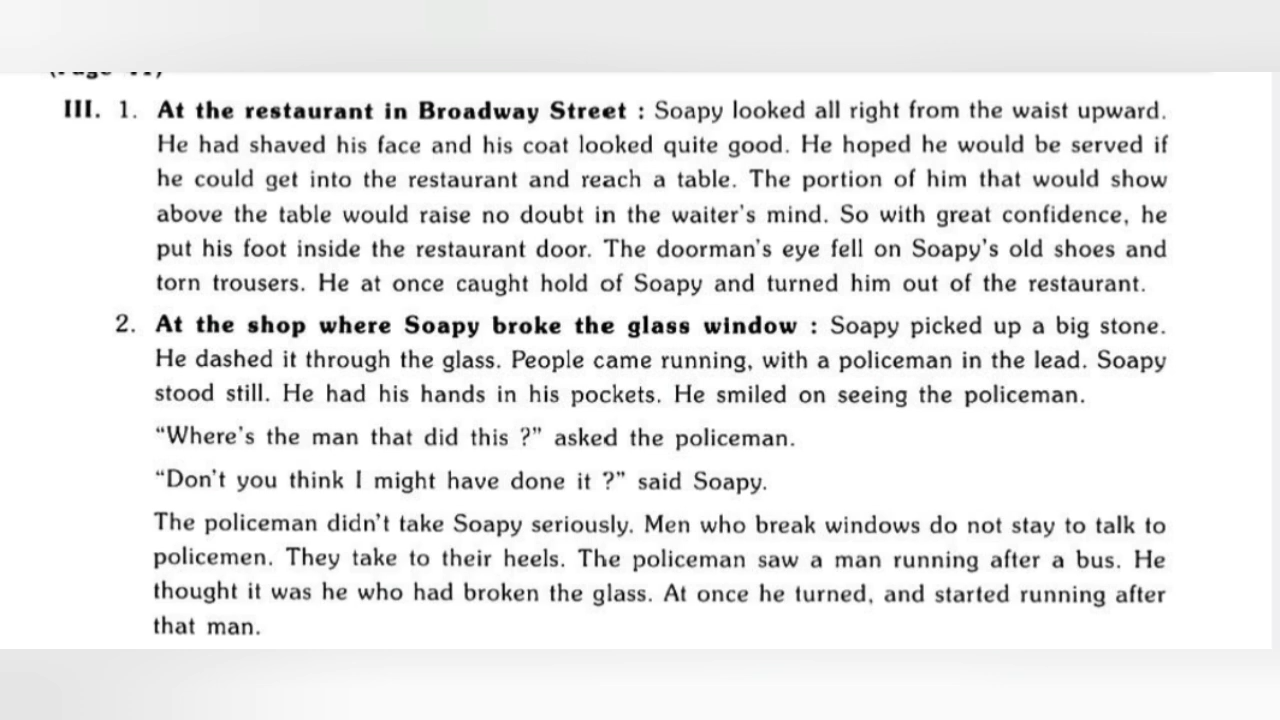 III. 1. At the restaurant in Broadway Street : Soapy looked all right from the waist upward.
He had shaved his face and his coat looked quite good. He hoped he would be served if
he could get into the restaurant and reach a table. The portion of him that would show
above the table would raise no doubt in the waiter's mind. So with great confidence, he
put his foot inside the restaurant door. The doorman's eye fell on Soapy's old shoes and
torn trousers. He at once caught hold of Soapy and turned him out of the restaurant.
2. At the shop where Soapy broke the glass window : Soapy picked up a big stone.
He dashed it through the glass. People came running, with a policeman in the lead. Soapy
stood still. He had his hands in his pockets. He smiled on seeing the policeman.
“Where's the man that did this ?” asked the policeman.
“Don't you think I might have done it ?” said Soapy.
The policeman didn't take Soapy seriously. Men who break windows do not stay to talk to
policemen. They take to their heels. The policeman saw a man running after a bus. He
thought it was he who had broken the glass. At once he turned, and started running after
that man.